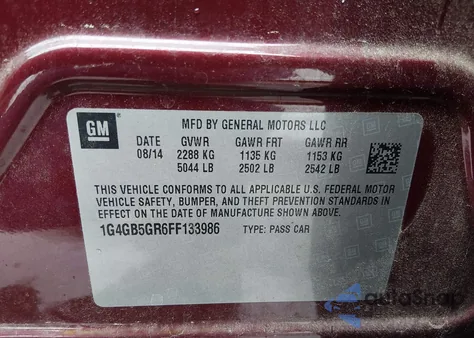 GM
MFD BY GENERAL MOTORS LLC
DATE GVWR GAWR FRT GAWR RR
08/14 2288 KG 1135 KG 1153 KG
5044 LB 2502 LB 2542 LB
THIS VEHICLE CONFORMS TO ALL APPLICABLE U.S. FEDERAL MOTOR
VEHICLE SAFETY, BUMPER, AND THEFT PREVENTION STANDARDS IN
EFFECT ON THE DATE OF MANUFACTURE SHOWN ABOVE.
1G4GB5GR6FF133986 TYPE: PASS CAR
autoSnap